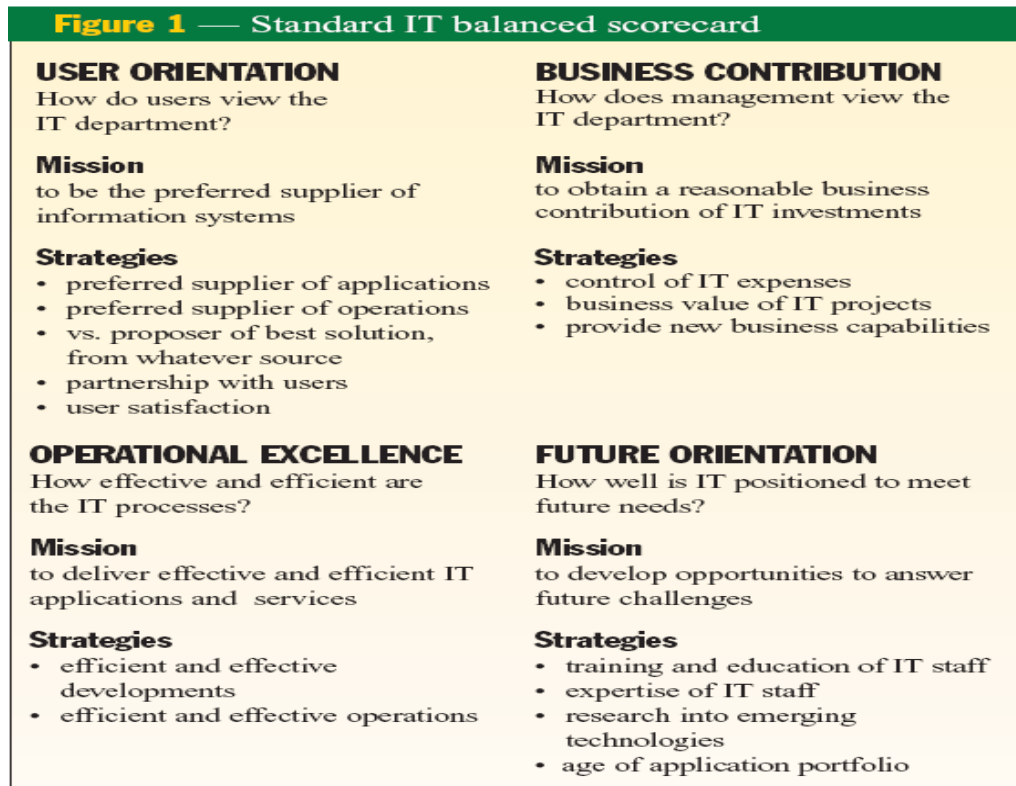 Figure 1 — Standard IT balanced scorecard
USER ORIENTATION
How do users view the
IT department?
Mission
to be the preferred supplier of
information systems
Strategies
• preferred supplier of applications
• preferred supplier of operations
• vs. proposer of best solution,
from whatever source
• partnership with users
• user satisfaction
BUSINESS CONTRIBUTION
How does management view the
IT department?
Mission
to obtain a reasonable business
contribution of IT investments
Strategies
• control of IT expenses
• business value of IT projects
• provide new business capabilities
OPERATIONAL EXCELLENCE
How effective and efficient are
the IT processes?
Mission
to deliver effective and efficient IT
applications and services
Strategies
• efficient and effective
developments
• efficient and effective operations
FUTURE ORIENTATION
How well is IT positioned to meet
future needs?
Mission
to develop opportunities to answer
future challenges
Strategies
• training and education of IT staff
• expertise of IT staff
• research into emerging
technologies
• age of application portfolio